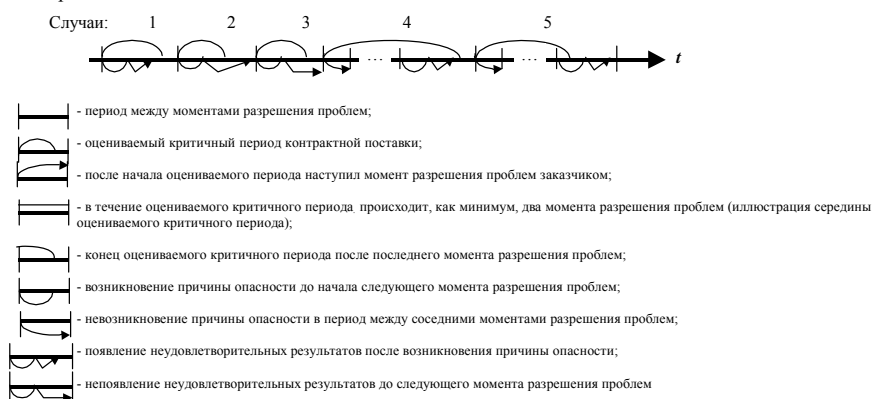 Случаи: 1 2 3 4 5
... ... t
- период между моментами разрешения проблем;
- оцениваемый критичный период контрактной поставки;
- после начала оцениваемого периода наступил момент разрешения проблем заказчиком;
- в течение оцениваемого критичного периода происходит, как минимум, два момента разрешения проблем (иллюстрация середины
оцениваемого критичного периода);
- конец оцениваемого критичного периода после последнего момента разрешения проблем;
- возникновение причины опасности до начала следующего момента разрешения проблем;
- невозникновение причины опасности в период между соседними моментами разрешения проблем;
- появление неудовлетворительных результатов после возникновения причины опасности;
- непоявление неудовлетворительных результатов до следующего момента разрешения проблем